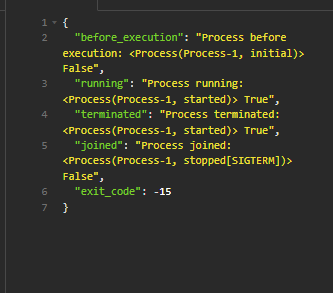 1 {
2 "before_execution": "Process before
execution: <Process(Process-1, initial)>
False",
3 "running": "Process running:
<Process(Process-1, started)> True",
4 "terminated": "Process terminated:
<Process(Process-1, started)> True",
5 "joined": "Process joined:
<Process(Process-1, stopped[SIGTERM])>
False",
6 "exit_code": -15
7 }